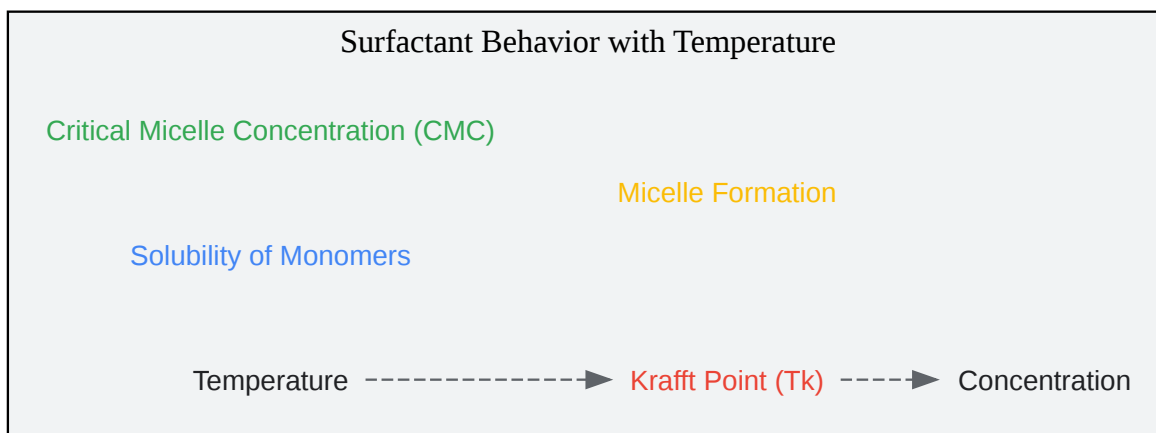 Surfactant Behavior with Temperature
Critical Micelle Concentration (CMC)
Micelle Formation
Solubility of Monomers
Temperature Krafft Point (Tk) Concentration